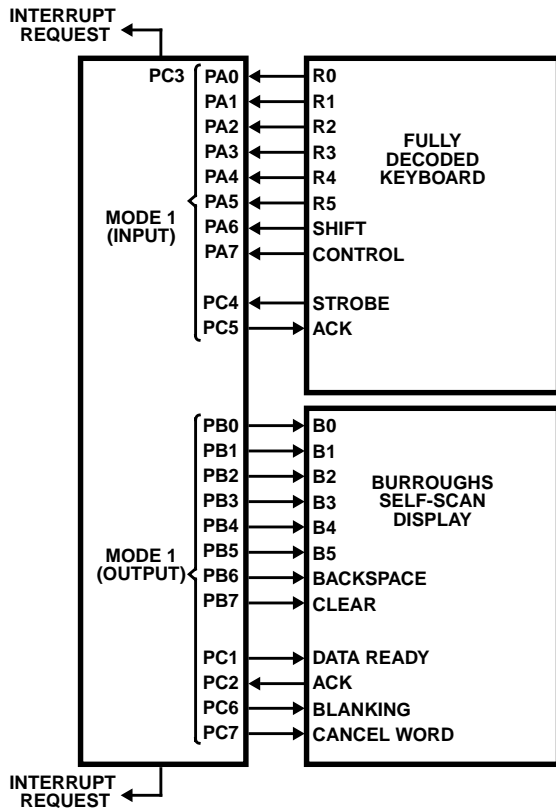 INTERRUPT
REQUEST
PC3 PA0 R0
PA1 R1
PA2 R2
PA3 R3
PA4 R4
PA5 R5
PA6 SHIFT
PA7 CONTROL
PC4 STROBE
PC5 ACK
MODE 1
(INPUT)
FULLY
DECODED
KEYBOARD
PB0 B0
PB1 B1
PB2 B2
PB3 B3
PB4 B4
PB5 B5
PB6 BACKSPACE
PB7 CLEAR
PC1 DATA READY
PC2 ACK
PC6 BLANKING
PC7 CANCEL WORD
MODE 1
(OUTPUT)
BURROUGHS
SELF-SCAN
DISPLAY
INTERRUPT
REQUEST